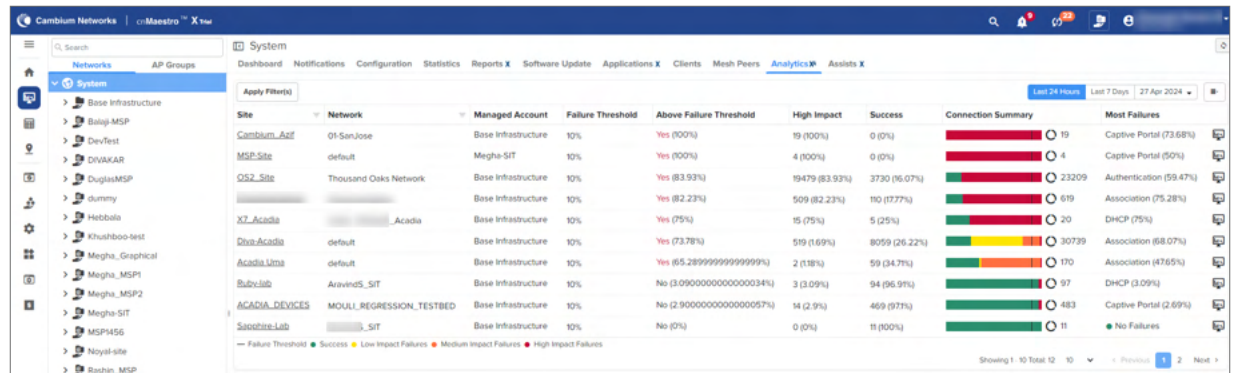 Cambium Networks | cnMaestro™ X Trial
9
22
Search
Networks AP Groups
System
Base Infrastructure
Balaji-MSP
DevTest
DIVAKAR
DuglasMSP
dummy
Hebbala
Khushboo-test
Megha_Graphical
Megha_MSP1
Megha_MSP2
Megha-SIT
MSP1456
Noyal-site
Rashin_MSP
System
Dashboard Notifications Configuration Statistics Reports X Software Update Applications X Clients Mesh Peers Analytics X Assists X
Apply Filter(s) Last 24 Hours Last 7 Days 27 Apr 2024
Site Network Managed Account Failure Threshold Above Failure Threshold High Impact Success Connection Summary Most Failures
Cambium_Azif 01-SanJose Base Infrastructure 10% Yes (100%) 19 (100%) 0 (0%) 19 Captive Portal (73.68%)
MSP-Site default Megha-SIT 10% Yes (100%) 4 (100%) 0 (0%) 4 Captive Portal (50%)
OS2_Site Thousand Oaks Network Base Infrastructure 10% Yes (83.93%) 19479 (83.93%) 3730 (16.07%) 23209 Authentication (59.47%)
Base Infrastructure 10% Yes (82.23%) 509 (82.23%) 110 (17.77%) 619 Association (75.28%)
X7_Acadia _Acadia Base Infrastructure 10% Yes (75%) 15 (75%) 5 (25%) 20 DHCP (75%)
Diva-Acadia default Base Infrastructure 10% Yes (73.78%) 519 (1.69%) 8059 (26.22%) 30739 Association (68.07%)
Acadia Uma default Base Infrastructure 10% Yes (65.28999999999999%) 2 (1.18%) 59 (34.71%) 170 Association (47.65%)
Ruby-lab AravindS_SIT Base Infrastructure 10% No (3.0900000000000034%) 3 (3.09%) 94 (96.91%) 97 DHCP (3.09%)
ACADIA_DEVICES MOULI_REGRESSION_TESTBED Base Infrastructure 10% No (2.9000000000000057%) 14 (2.9%) 469 (97.1%) 483 Captive Portal (2.69%)
Sapphire-Lab _SIT Base Infrastructure 10% No (0%) 0 (0%) 11 (100%) 11 No Failures
Failure Threshold Success Low Impact Failures Medium Impact Failures High Impact Failures
Showing 1 - 10 Total: 12 10 < Previous 1 2 Next >